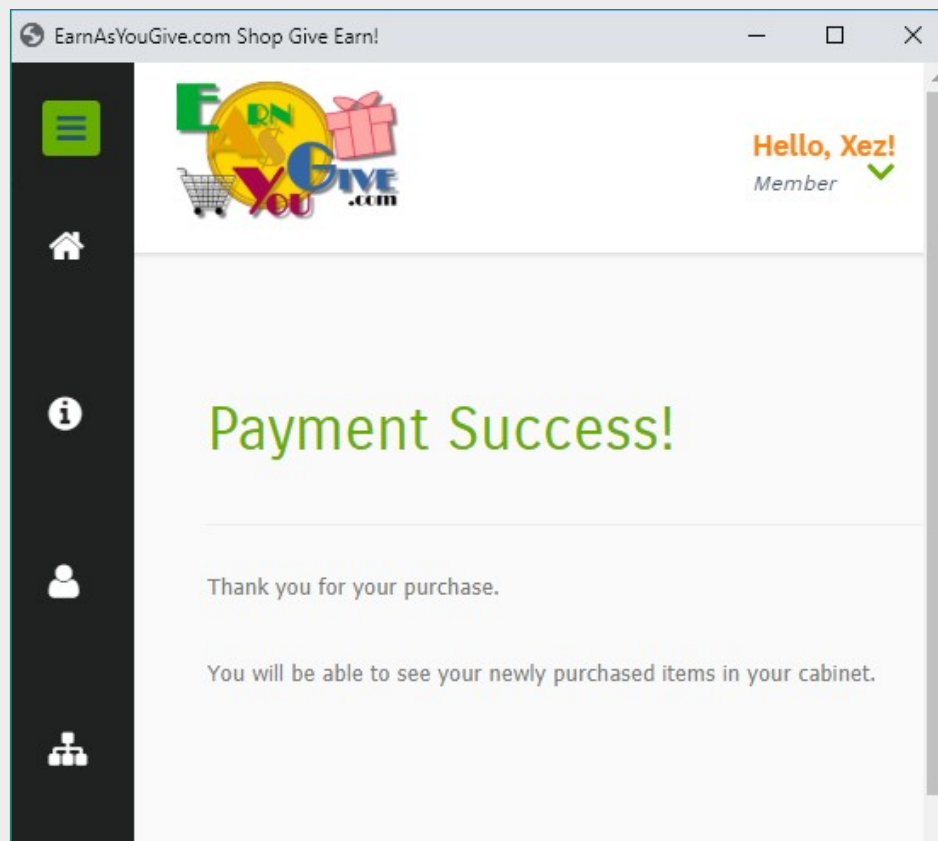 EarnAsYouGive.com Shop Give Earn!
EARN
AS
YOU GIVE
.com
Hello, Xez!
Member
Payment Success!
Thank you for your purchase.
You will be able to see your newly purchased items in your cabinet.